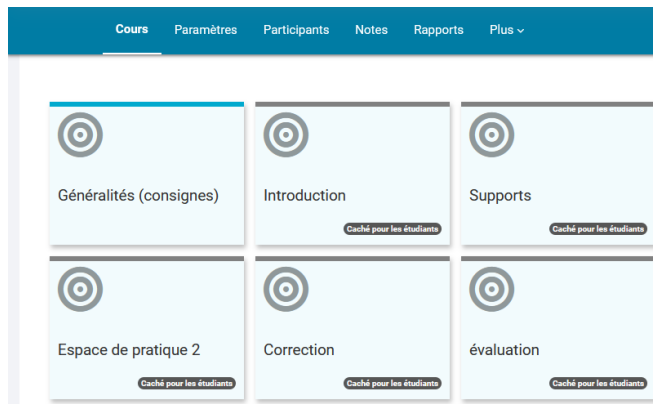 Cours Paramètres Participants Notes Rapports Plus
Généralités (consignes) Introduction Supports
Caché pour les étudiants Caché pour les étudiants
Espace de pratique 2 Correction évaluation
Caché pour les étudiants Caché pour les étudiants Caché pour les étudiants